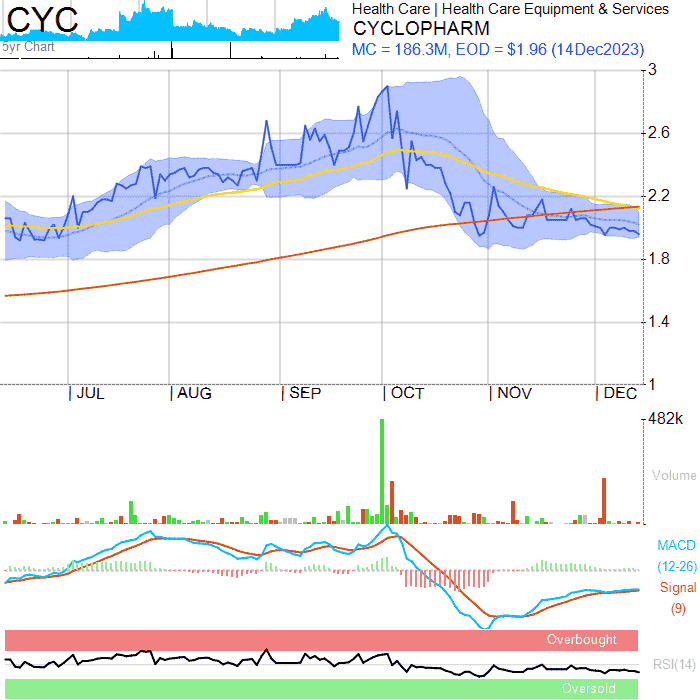 CYC
5yr Chart
Health Care | Health Care Equipment & Services
CYCLOPHARM
MC = 186.3M, EOD = $1.96 (14Dec2023)
3
2.6
2.2
1.8
1.4
1
| JUL | AUG | SEP | OCT | NOV | DEC
482k
Volume
MACD
(12-26)
Signal
(9)
Overbought
RSI(14)
Oversold